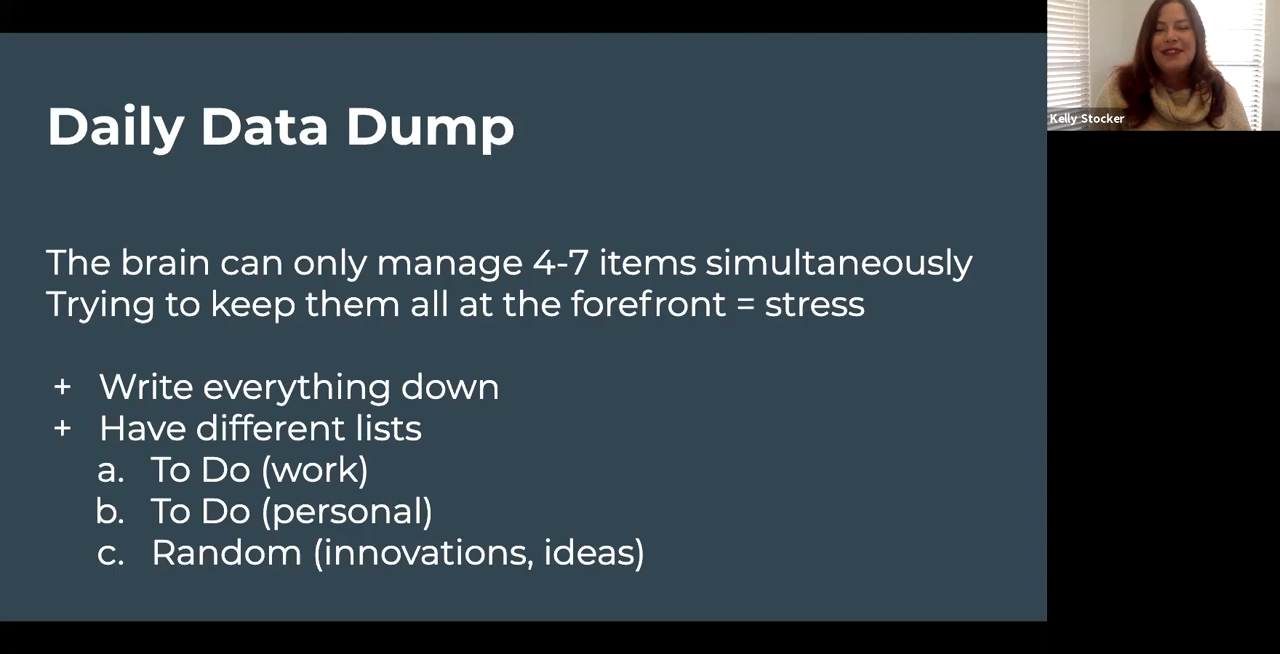 Daily Data Dump
Kelly Stocker
The brain can only manage 4-7 items simultaneously
Trying to keep them all at the forefront = stress
+ Write everything down
+ Have different lists
a. To Do (work)
b. To Do (personal)
c. Random (innovations, ideas)